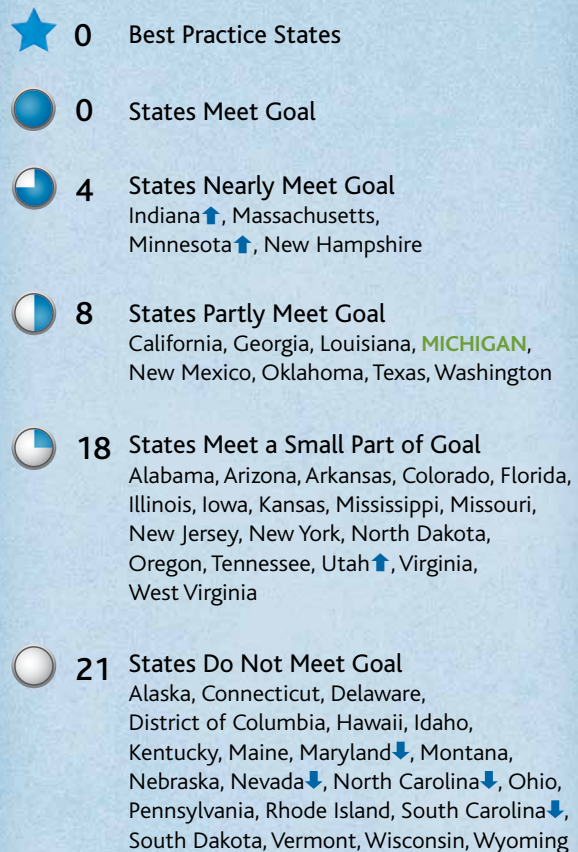 0 Best Practice States
0 States Meet Goal
4 States Nearly Meet Goal
Indiana⬆, Massachusetts,
Minnesota⬆, New Hampshire
8 States Partly Meet Goal
California, Georgia, Louisiana, MICHIGAN,
New Mexico, Oklahoma, Texas, Washington
18 States Meet a Small Part of Goal
Alabama, Arizona, Arkansas, Colorado, Florida,
Illinois, Iowa, Kansas, Mississippi, Missouri,
New Jersey, New York, North Dakota,
Oregon, Tennessee, Utah⬆, Virginia,
West Virginia
21 States Do Not Meet Goal
Alaska, Connecticut, Delaware,
District of Columbia, Hawaii, Idaho,
Kentucky, Maine, Maryland⬇, Montana,
Nebraska, Nevada⬇, North Carolina⬇, Ohio,
Pennsylvania, Rhode Island, South Carolina⬇,
South Dakota, Vermont, Wisconsin, Wyoming